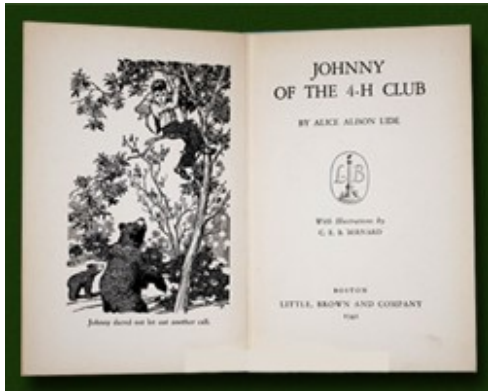 Johnny dared not let out another call.
JOHNNY
OF THE 4-H CLUB
BY ALICE ALISON LIDE
L B
With Illustrations by
C. E. B. BERNARD
BOSTON
LITTLE, BROWN AND COMPANY
1941